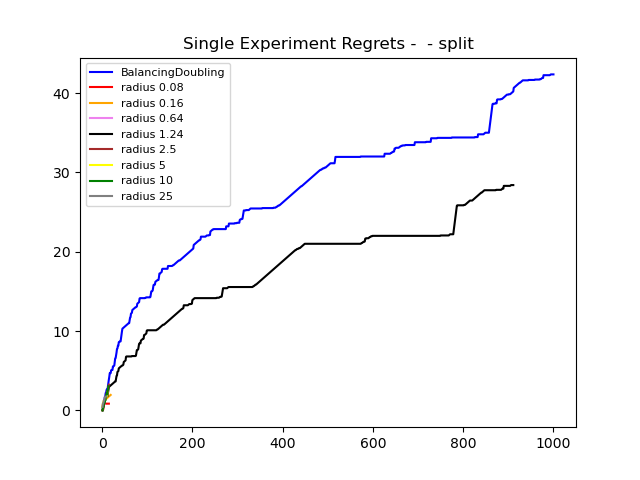 Single Experiment Regrets -  - split
BalancingDoubling
radius 0.08
radius 0.16
radius 0.64
radius 1.24
radius 2.5
radius 5
radius 10
radius 25
40
30
20
10
0
0 200 400 600 800 1000